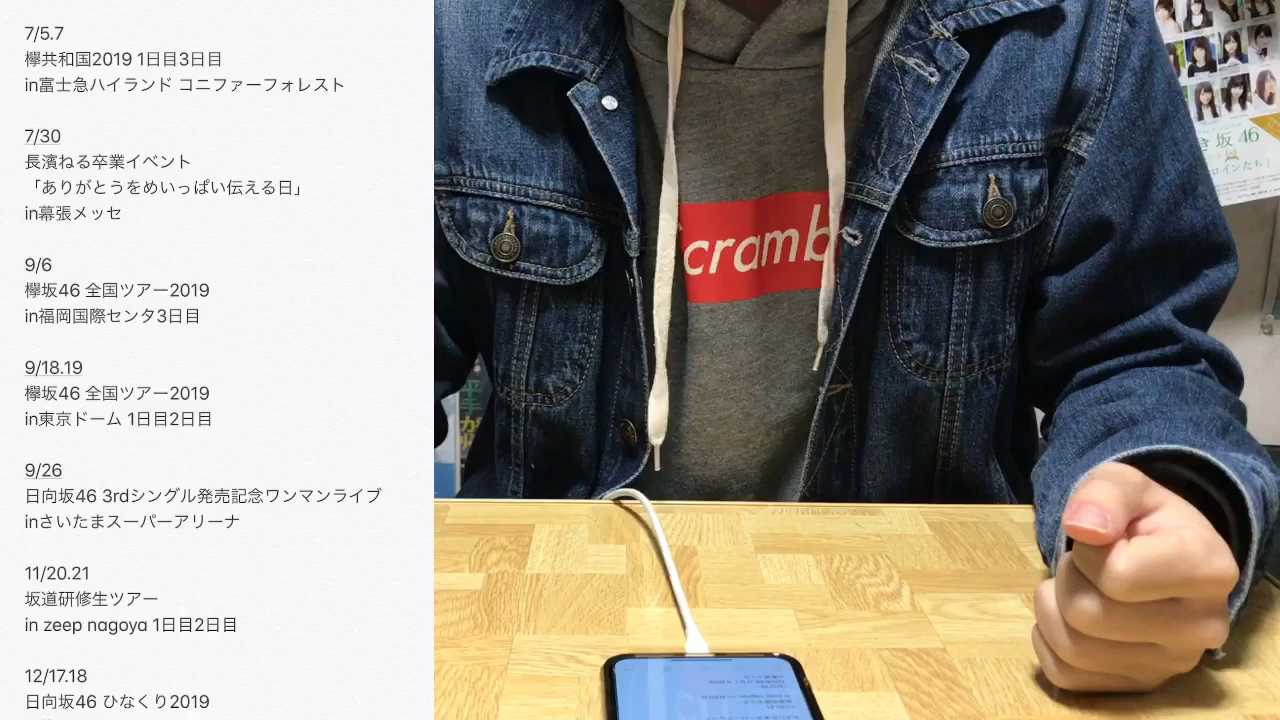 7/5.7
欅共和国2019 1日目3日目
in富士急ハイランド コニファーフォレスト
7/30
長濱ねる卒業イベント
「ありがとうをめいっぱい伝える日」
in幕張メッセ
9/6
欅坂46 全国ツアー2019
in福岡国際センタ3日目
9/18.19
欅坂46 全国ツアー2019
in東京ドーム 1日目2日目
9/26
日向坂46 3rdシングル発売記念ワンマンライブ
inさいたまスーパーアリーナ
11/20.21
坂道研修生ツアー
in zeep nagoya 1日目2日目
12/17.18
日向坂46 ひなくり2019
cramb
き坂46
ロインたち」
平手
が